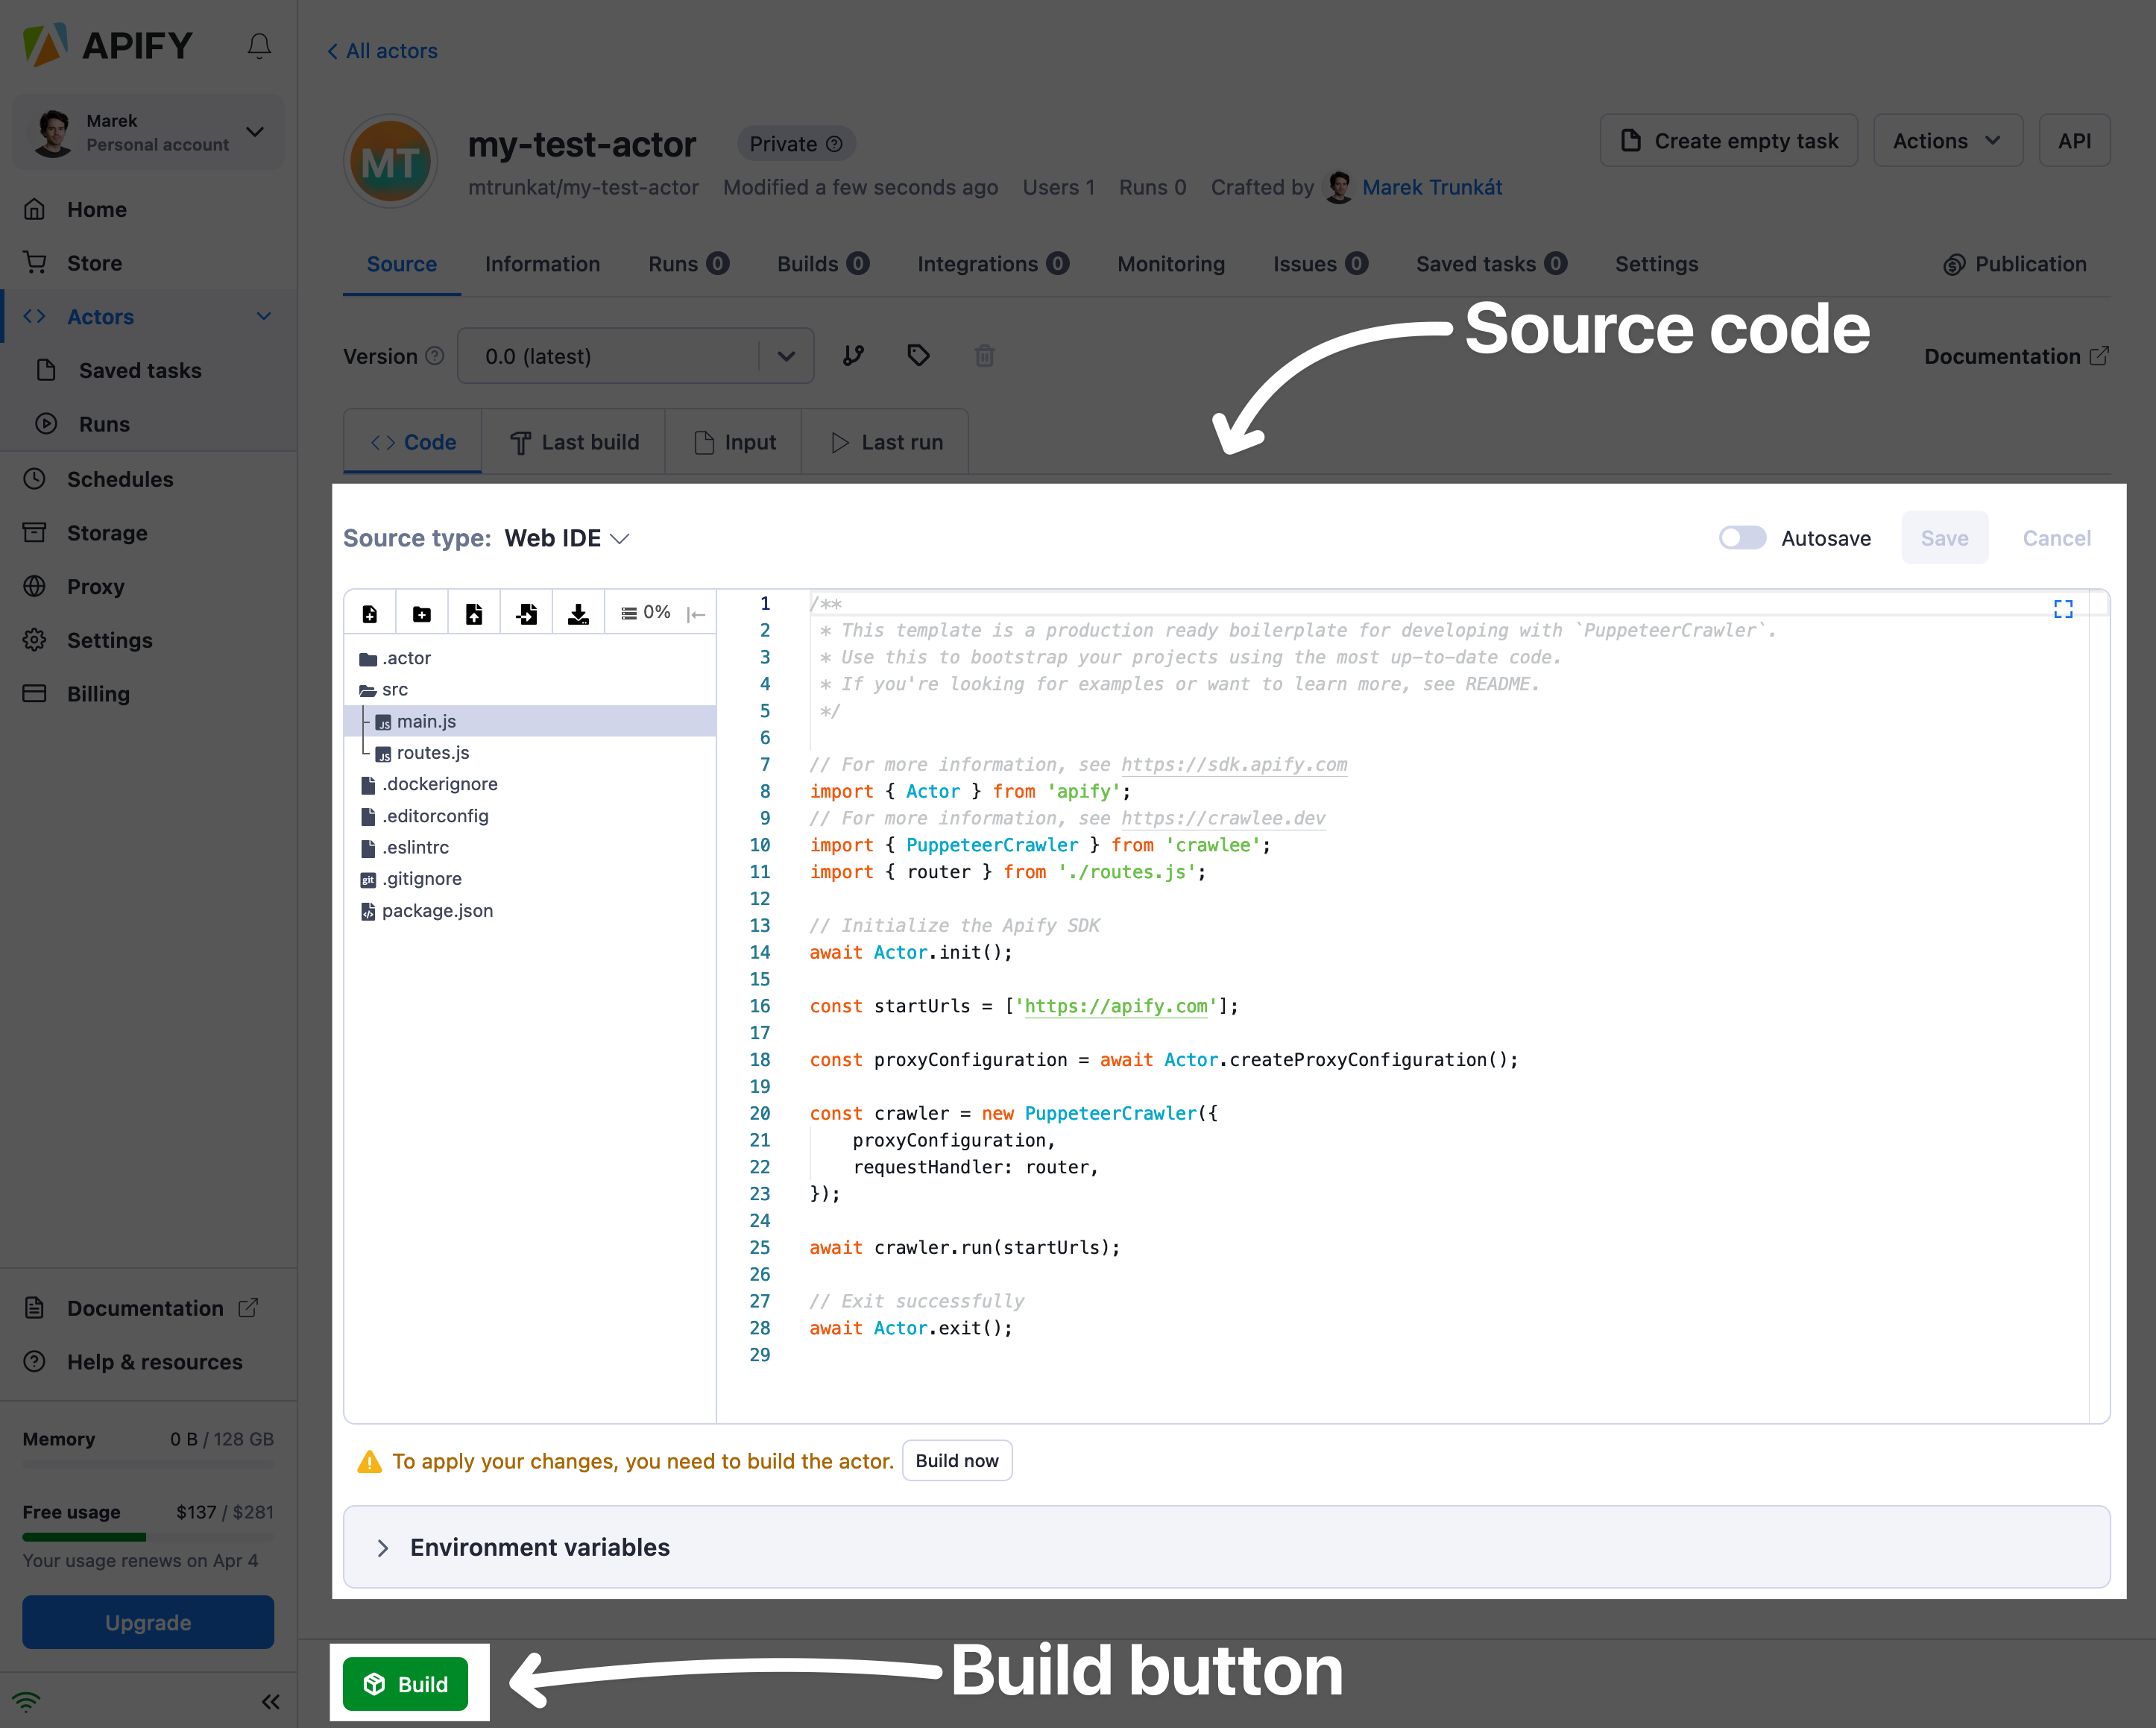 APIFY
Marek
Personal account
Home
Store
Actors
Saved tasks
Runs
Schedules
Storage
Proxy
Settings
Billing
Documentation
Help & resources
Memory 0 B / 128 GB
Free usage $137 / $281
Your usage renews on Apr 4
Upgrade
All actors
MT
my-test-actor Private
mtrunkat/my-test-actor Modified a few seconds ago Users 1 Runs 0 Crafted by Marek Trunkát
Create empty task Actions API
Source Information Runs 0 Builds 0 Integrations 0 Monitoring Issues 0 Saved tasks 0 Settings Publication
Source code
Version 0.0 (latest) Documentation
Code Last build Input Last run
Source type: Web IDE Autosave Save Cancel
0%
.actor
src
JS main.js
JS routes.js
.dockerignore
.editorconfig
.eslintrc
git .gitignore
package.json
1 /**
2 * This template is a production ready boilerplate for developing with `PuppeteerCrawler`.
3 * Use this to bootstrap your projects using the most up-to-date code.
4 * If you're looking for examples or want to learn more, see README.
5 */
6
7 // For more information, see https://sdk.apify.com
8 import { Actor } from 'apify';
9 // For more information, see https://crawlee.dev
10 import { PuppeteerCrawler } from 'crawlee';
11 import { router } from './routes.js';
12
13 // Initialize the Apify SDK
14 await Actor.init();
15
16 const startUrls = ['https://apify.com'];
17
18 const proxyConfiguration = await Actor.createProxyConfiguration();
19
20 const crawler = new PuppeteerCrawler({
21 proxyConfiguration,
22 requestHandler: router,
23 });
24
25 await crawler.run(startUrls);
26
27 // Exit successfully
28 await Actor.exit();
29
To apply your changes, you need to build the actor. Build now
Environment variables
Build
Build button